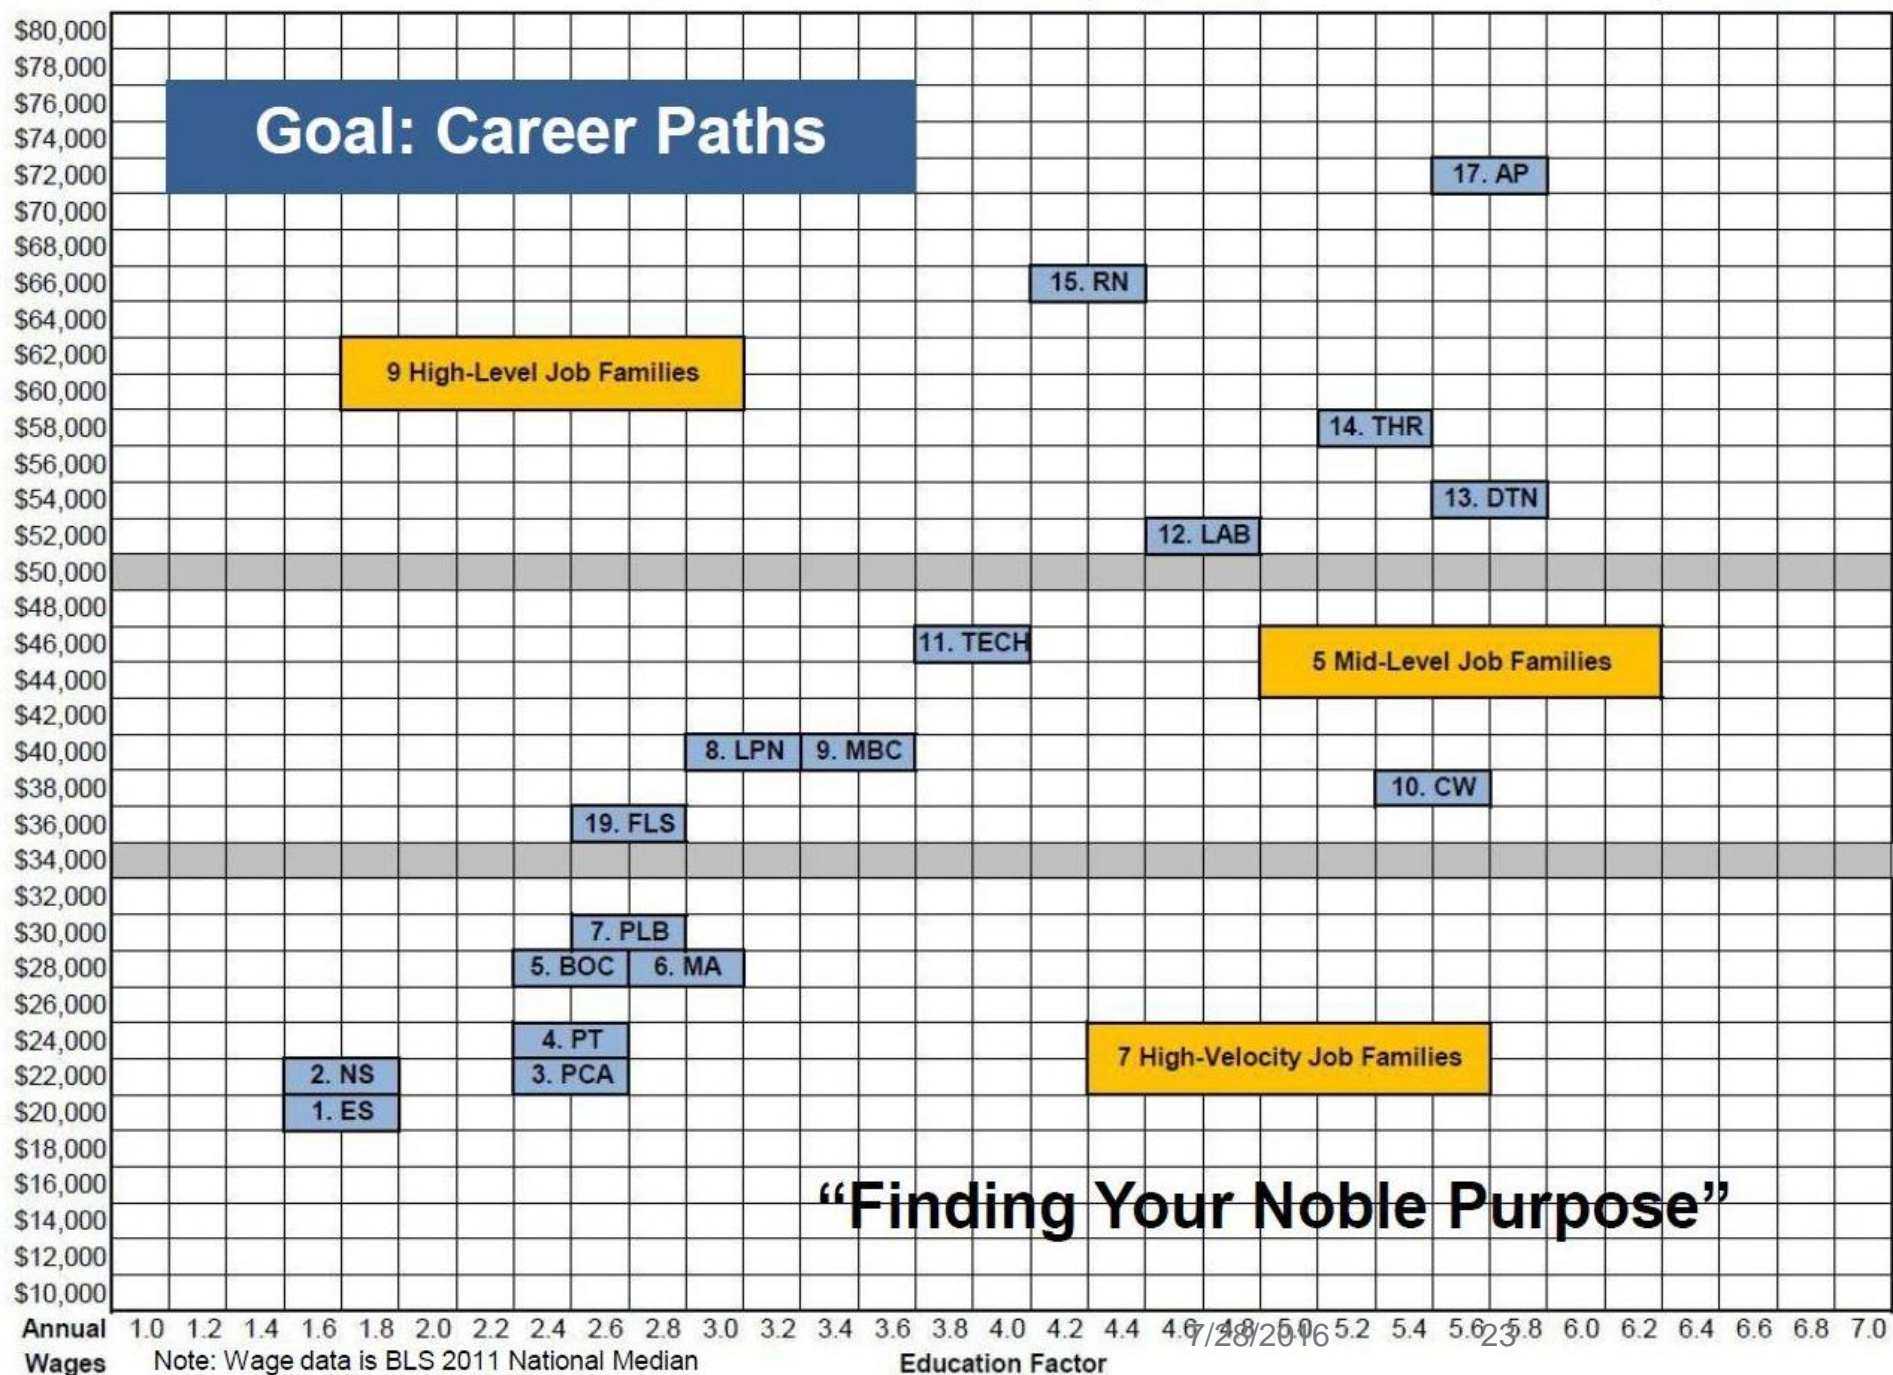 $80,000
$78,000
$76,000
Goal: Career Paths
$74,000
$72,000 17. AP
$70,000
$68,000
$66,000 15. RN
$64,000
$62,000
9 High-Level Job Families
$60,000
$58,000 14. THR
$56,000
$54,000 13. DTN
$52,000 12. LAB
$50,000
$48,000
$46,000 11. TECH
5 Mid-Level Job Families
$44,000
$42,000
$40,000 8. LPN 9. MBC
$38,000 10. CW
$36,000 19. FLS
$34,000
$32,000
$30,000 7. PLB
$28,000 5. BOC 6. MA
$26,000
$24,000 4. PT
7 High-Velocity Job Families
$22,000 2. NS 3. PCA
$20,000 1. ES
$18,000
$16,000
“Finding Your Noble Purpose”
$14,000
$12,000
$10,000
Annual 1.0 1.2 1.4 1.6 1.8 2.0 2.2 2.4 2.6 2.8 3.0 3.2 3.4 3.6 3.8 4.0 4.2 4.4 4.6 4.8 5.0 5.2 5.4 5.6 5.8 6.0 6.2 6.4 6.6 6.8 7.0
7/28/2016 23
Wages Note: Wage data is BLS 2011 National Median Education Factor